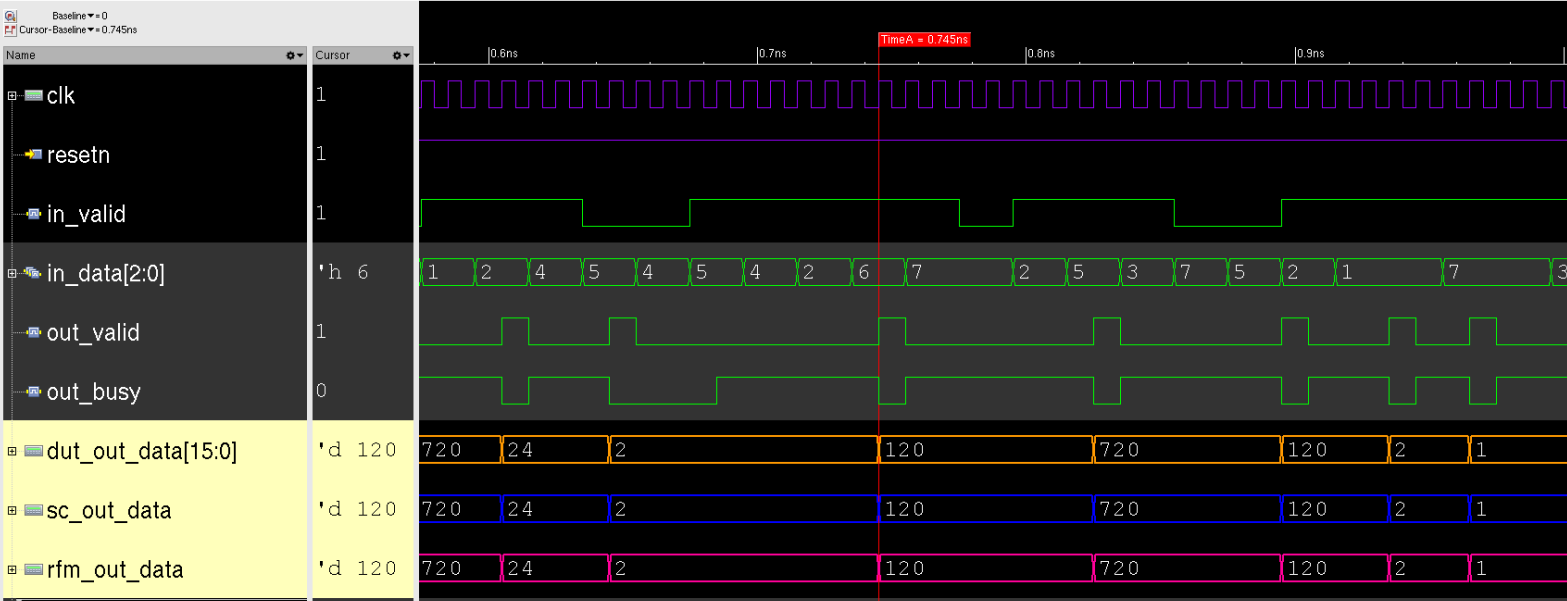 Baseline▼=0
Cursor-Baseline▼=0.745ns
Name Cursor
TimeA = 0.745ns
0.6ns 0.7ns 0.8ns 0.9ns
clk 1
resetn 1
in_valid 1
in_data[2:0] 'h 6 1 2 4 5 4 5 4 2 6 7 2 5 3 7 5 2 1 7 3
out_valid 1
out_busy 0
dut_out_data[15:0] 'd 120 720 24 2 120 720 120 2 1
sc_out_data 'd 120 720 24 2 120 720 120 2 1
rfm_out_data 'd 120 720 24 2 120 720 120 2 1